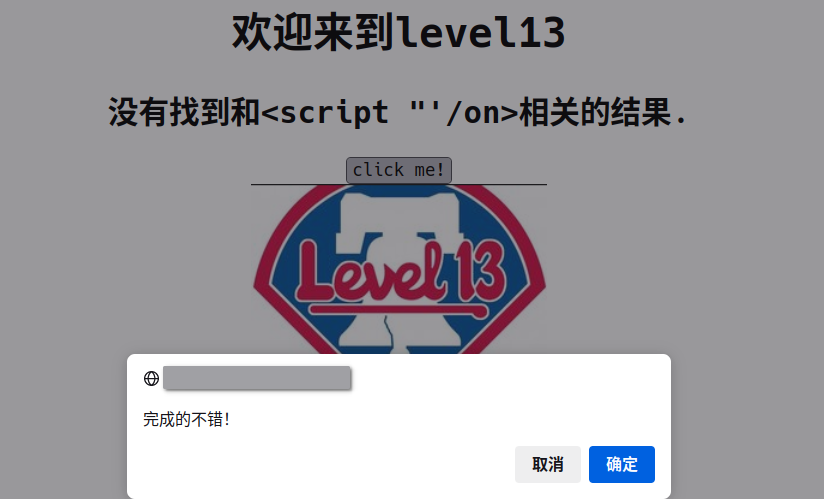 欢迎来到level13
没有找到和<script "'/on>相关的结果.
click me!
Level 13
完成的不错!
取消
确定